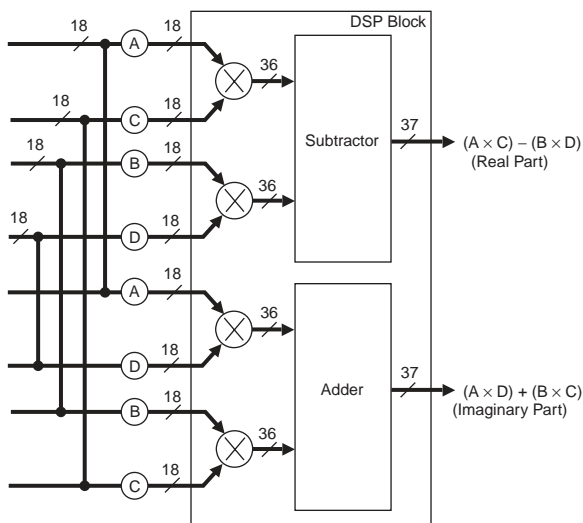 DSP Block
18
A
18
36
18
C
18
Subtractor
37
(A × C) – (B × D)
(Real Part)
18
B
18
36
18
D
18
A
18
36
D
18
Adder
37
(A × D) + (B × C)
(Imaginary Part)
B
18
36
C
18